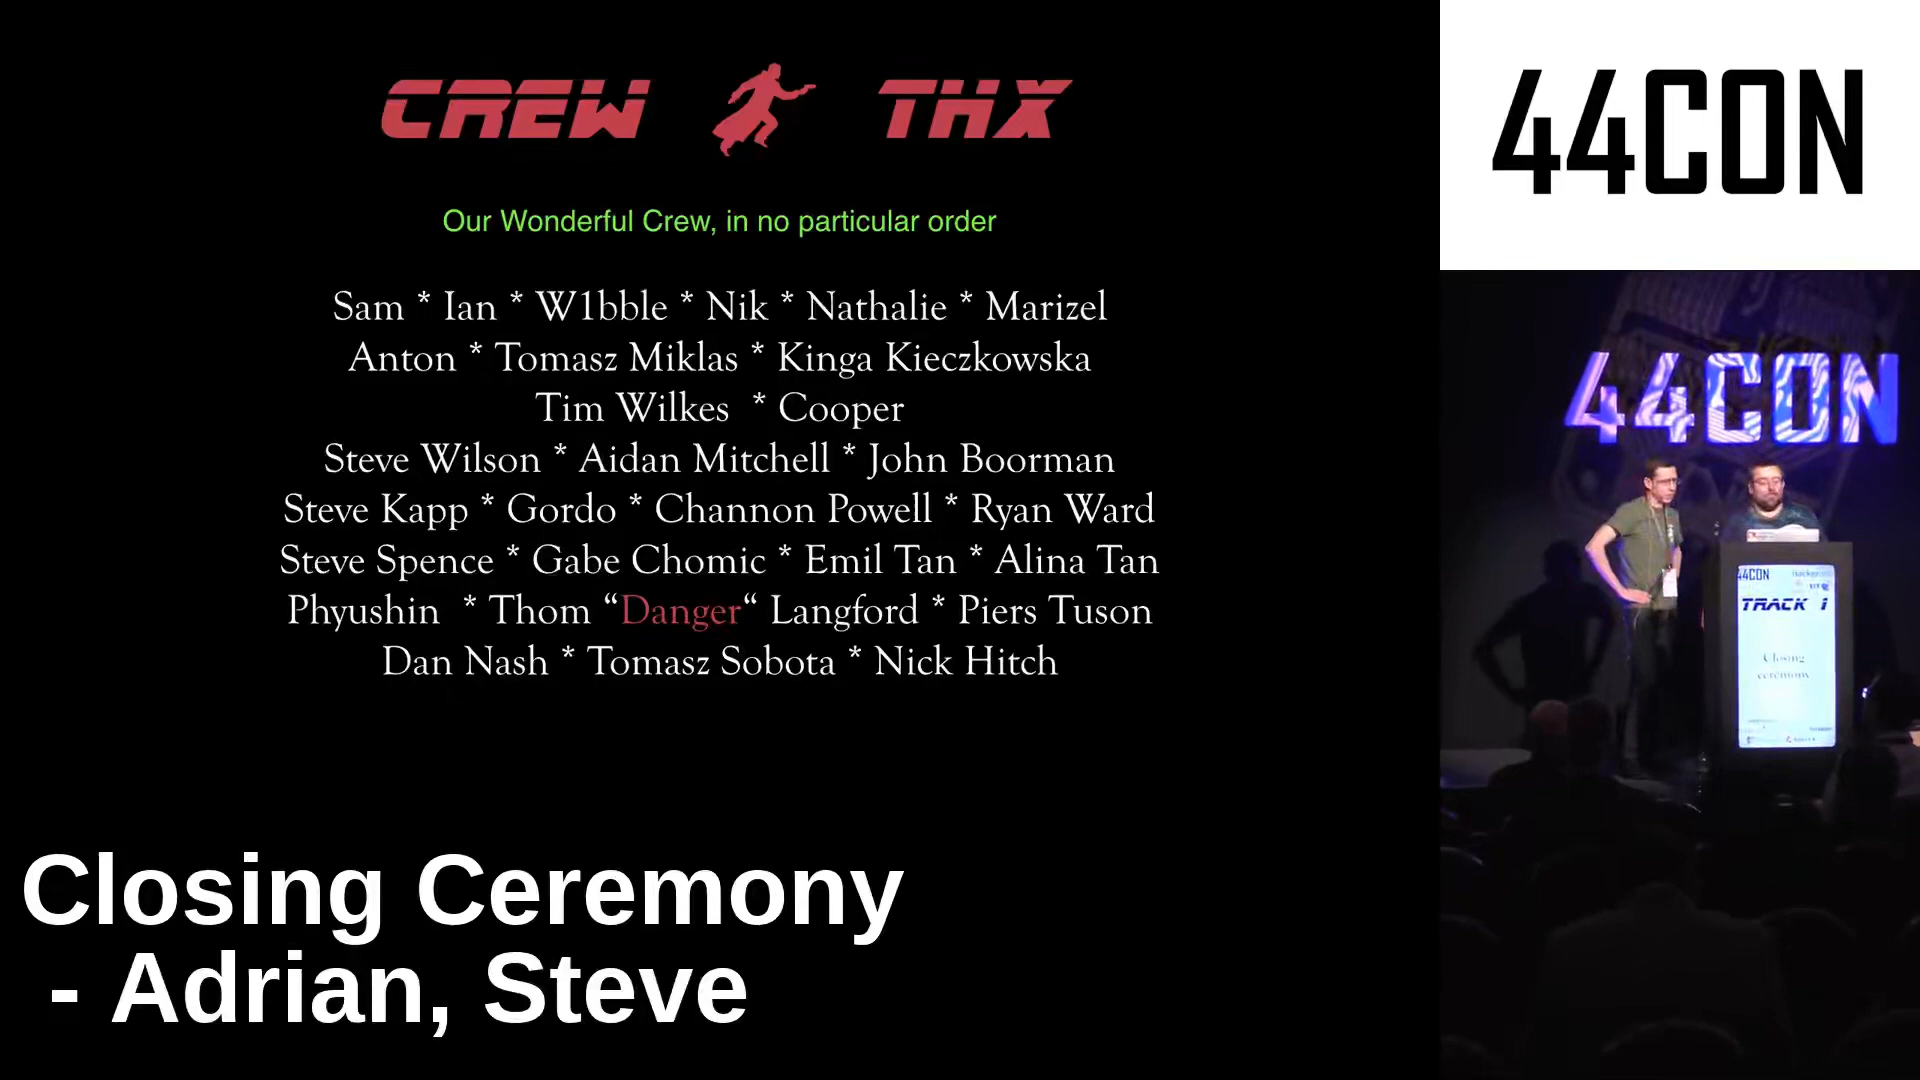 CREW THX
Our Wonderful Crew, in no particular order
Sam * Ian * W1bble * Nik * Nathalie * Marizel
Anton * Tomasz Miklas * Kinga Kieczkowska
Tim Wilkes * Cooper
Steve Wilson * Aidan Mitchell * John Boorman
Steve Kapp * Gordo * Channon Powell * Ryan Ward
Steve Spence * Gabe Chomic * Emil Tan * Alina Tan
Phyushin * Thom “Danger“ Langford * Piers Tuson
Dan Nash * Tomasz Sobota * Nick Hitch
Closing Ceremony
- Adrian, Steve
44CON
44CON
44CON
TRACK 1
Closing
ceremony